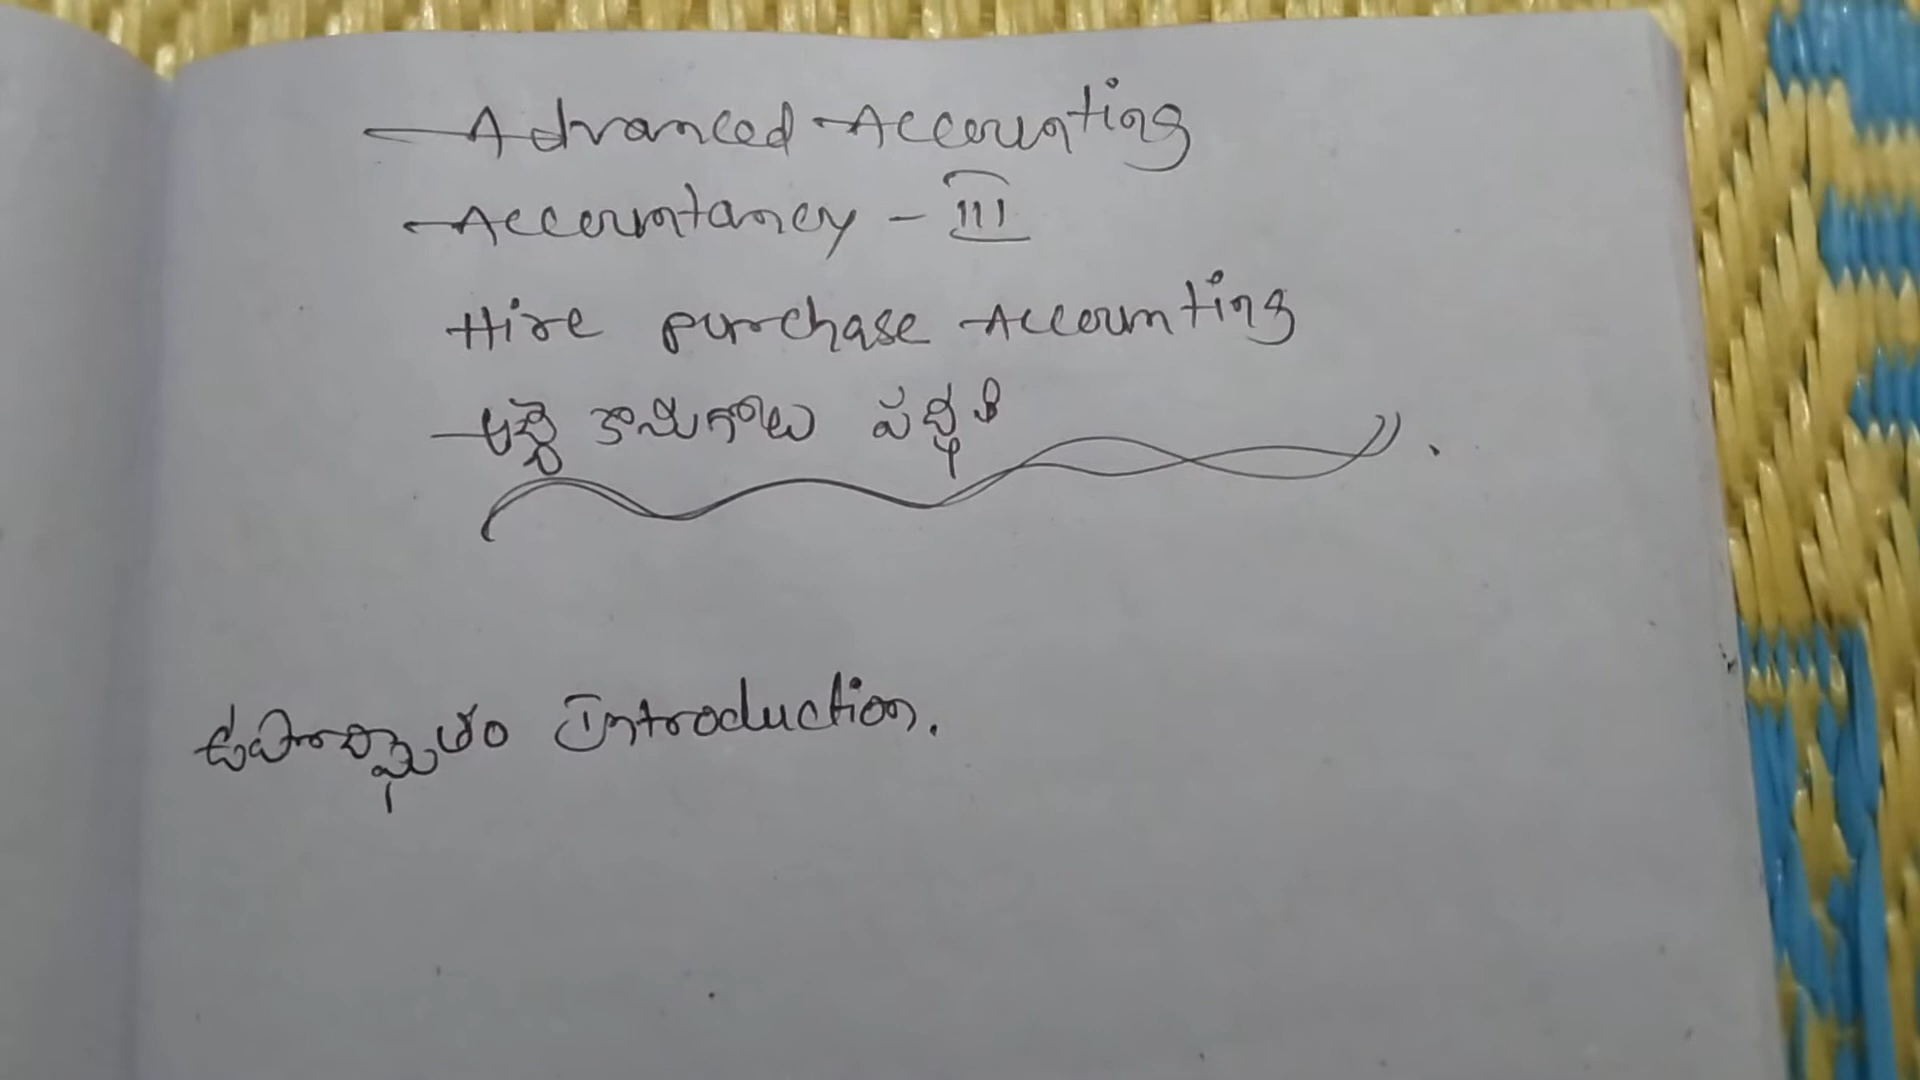 Advanced Accounting
Accountancy - III
Hire purchase Accounting
అద్దె కొనుగోలు పద్ధతి
ఉపోద్ఘాతం Introduction.